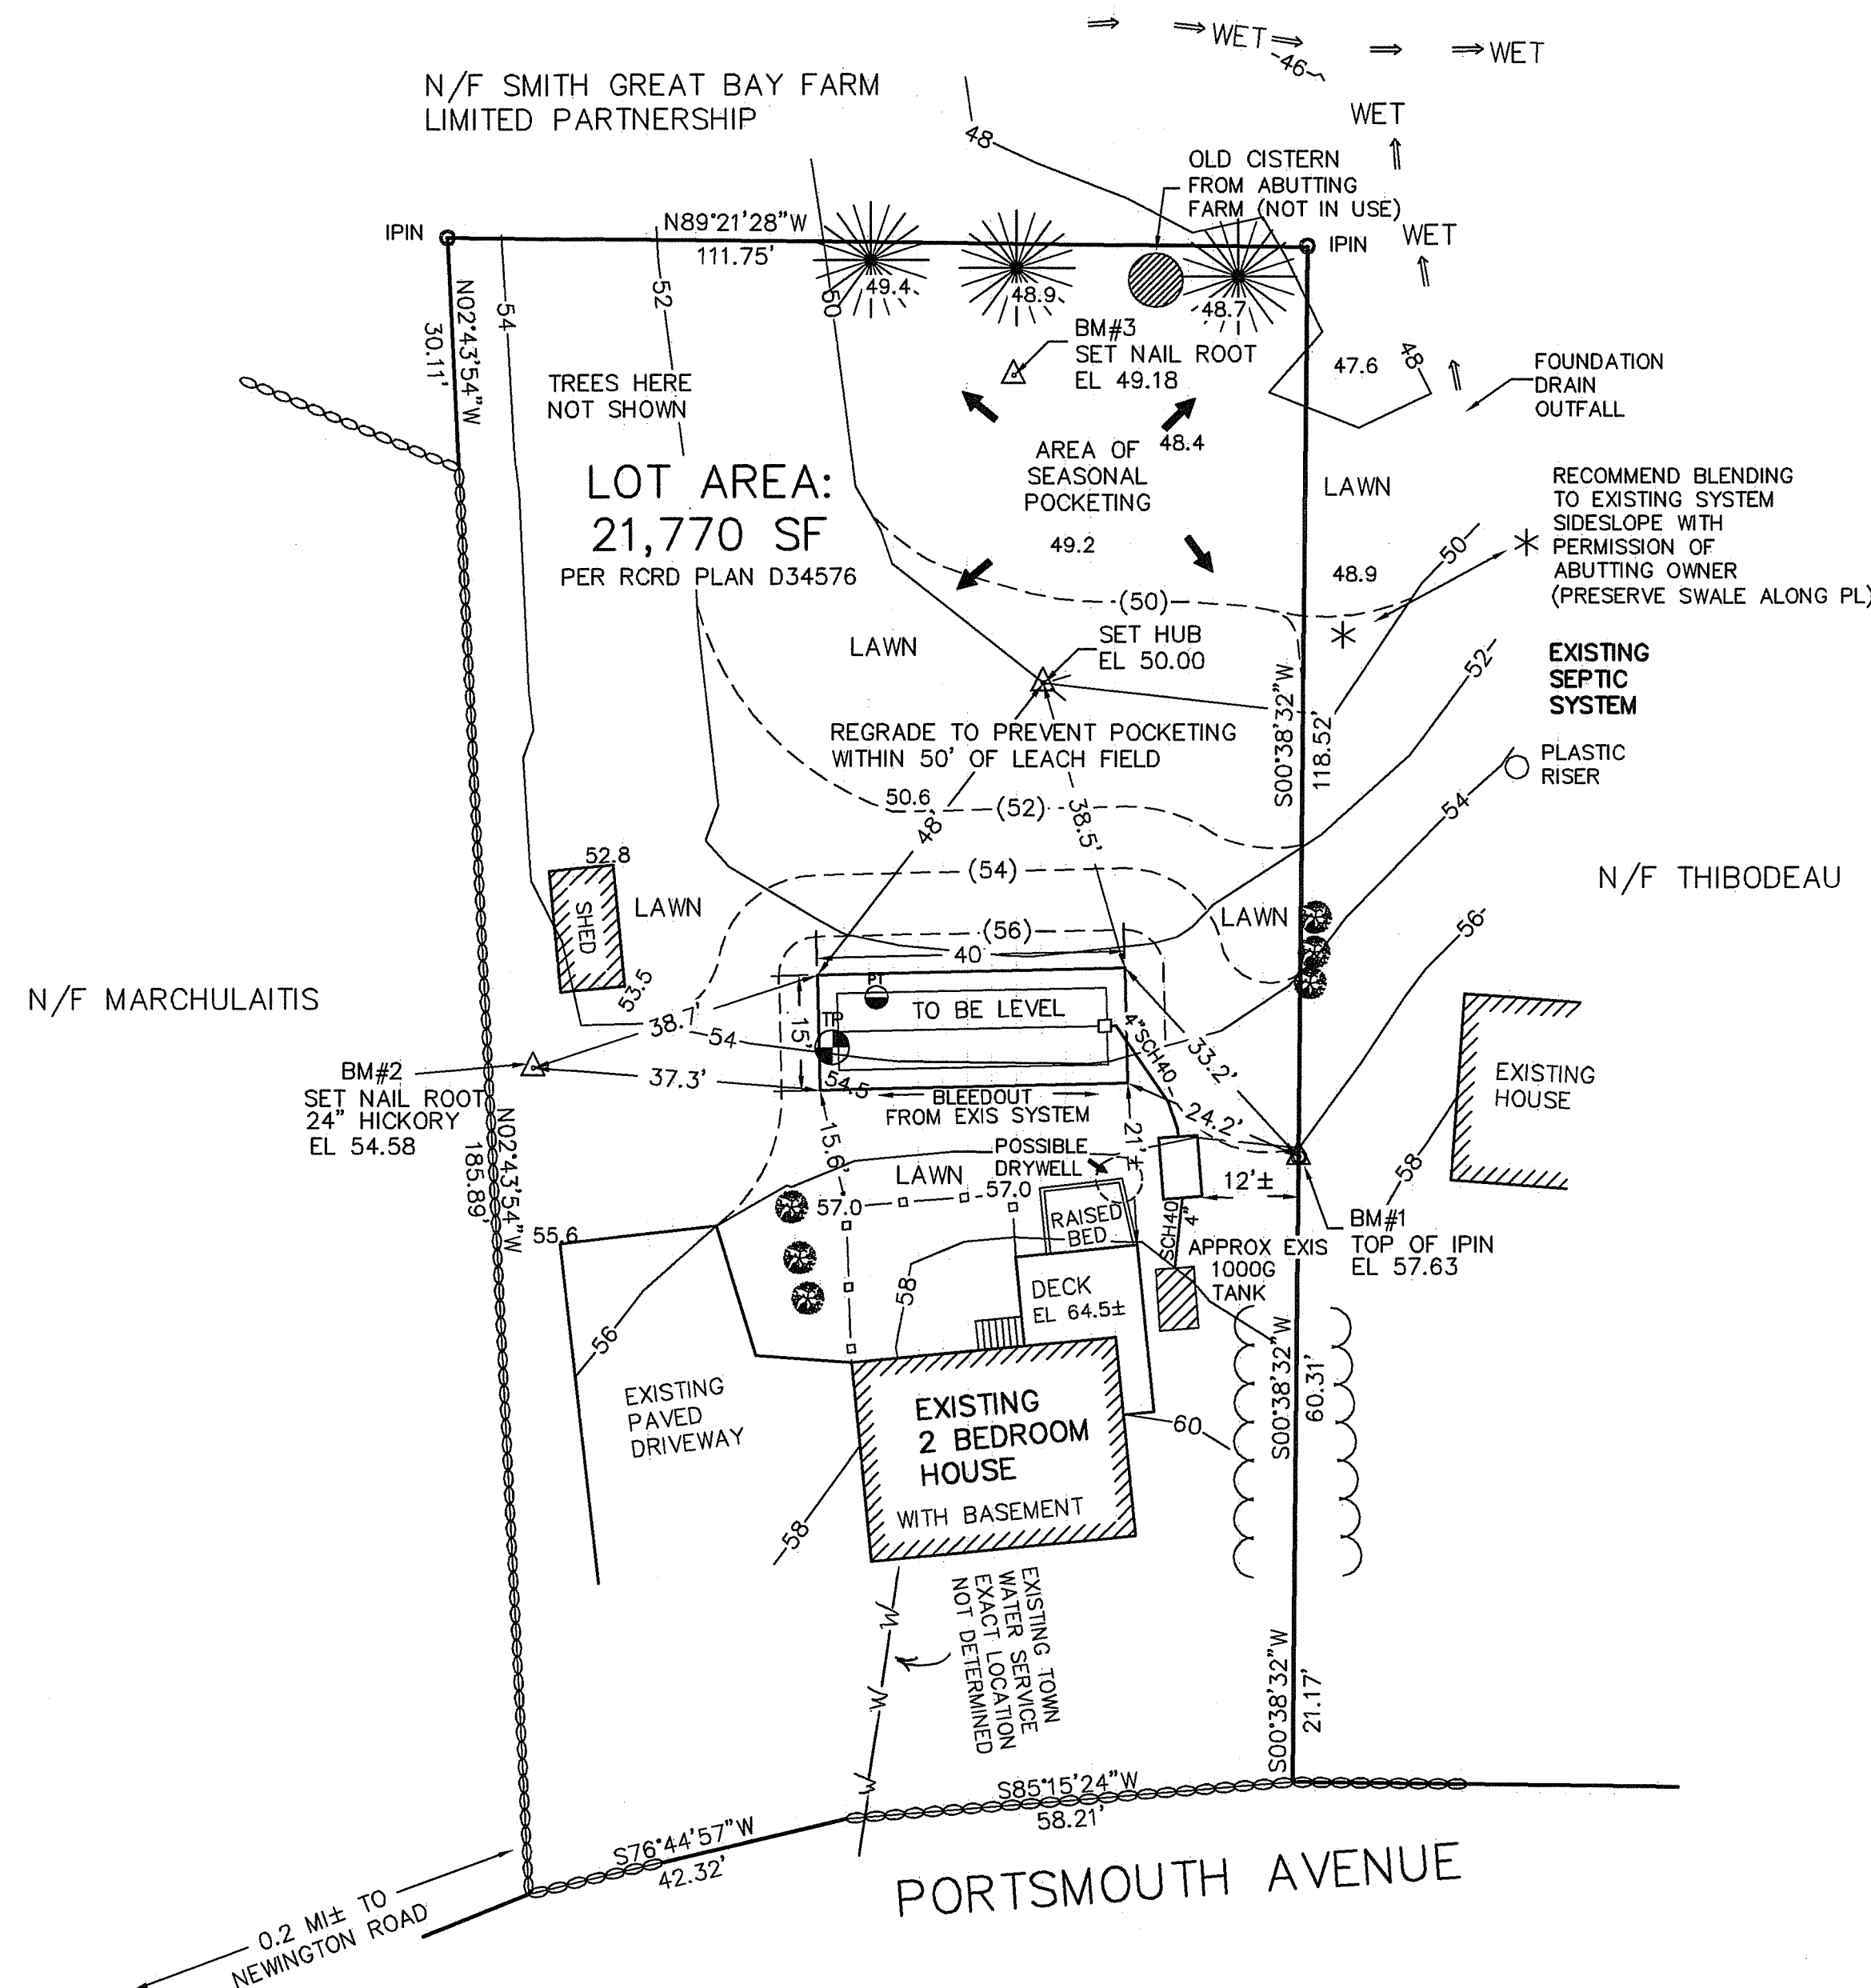 WET
-46-
WET
N/F SMITH GREAT BAY FARM
LIMITED PARTNERSHIP
WET
48
OLD CISTERN
FROM ABUTTING
FARM (NOT IN USE)
IPIN
N89°21'28"W
111.75'
IPIN
WET
N02°43'54"W
30.11'
54
52
50
49.4
48.9
48.7
BM#3
SET NAIL ROOT
EL 49.18
47.6
48
FOUNDATION
DRAIN
OUTFALL
TREES HERE
NOT SHOWN
LOT AREA:
21,770 SF
PER RCRD PLAN D34576
AREA OF
SEASONAL
POCKETING
48.4
49.2
LAWN
48.9
50
RECOMMEND BLENDING
TO EXISTING SYSTEM
SIDESLOPE WITH
PERMISSION OF
ABUTTING OWNER
(PRESERVE SWALE ALONG PL)
(50)
LAWN
SET HUB
EL 50.00
52
EXISTING
SEPTIC
SYSTEM
S00°38'32"W
118.52'
REGRADE TO PREVENT POCKETING
WITHIN 50' OF LEACH FIELD
PLASTIC
RISER
50.6
(52)
48'
38.5'
54
52.8
SHED
53.5
LAWN
(54)
N/F THIBODEAU
LAWN
(56)
40
56
N/F MARCHULAITIS
PT
TP
TO BE LEVEL
15'
4"SCH40
38.7'
54
33.2'
37.3'
54.5
BM#2
SET NAIL ROOT
24" HICKORY
EL 54.58
BLEEDOUT
FROM EXIS SYSTEM
24.2'
EXISTING
HOUSE
N02°43'54"W
185.89'
15.6'
LAWN
POSSIBLE
DRYWELL
21'±
12'±
58
57.0
57.0
RAISED
BED
SCH40
4"
BM#1
TOP OF IPIN
EL 57.63
55.6
APPROX EXIS
1000G
TANK
58
DECK
EL 64.5±
56
EXISTING
PAVED
DRIVEWAY
EXISTING
2 BEDROOM
HOUSE
WITH BASEMENT
60
S00°38'32"W
60.31'
58
EXISTING TOWN
WATER SERVICE
EXACT LOCATION
NOT DETERMINED
W
W
W
S00°38'32"W
21.17'
S85°15'24"W
58.21'
S76°44'57"W
42.32'
PORTSMOUTH AVENUE
0.2 MI± TO
NEWINGTON ROAD